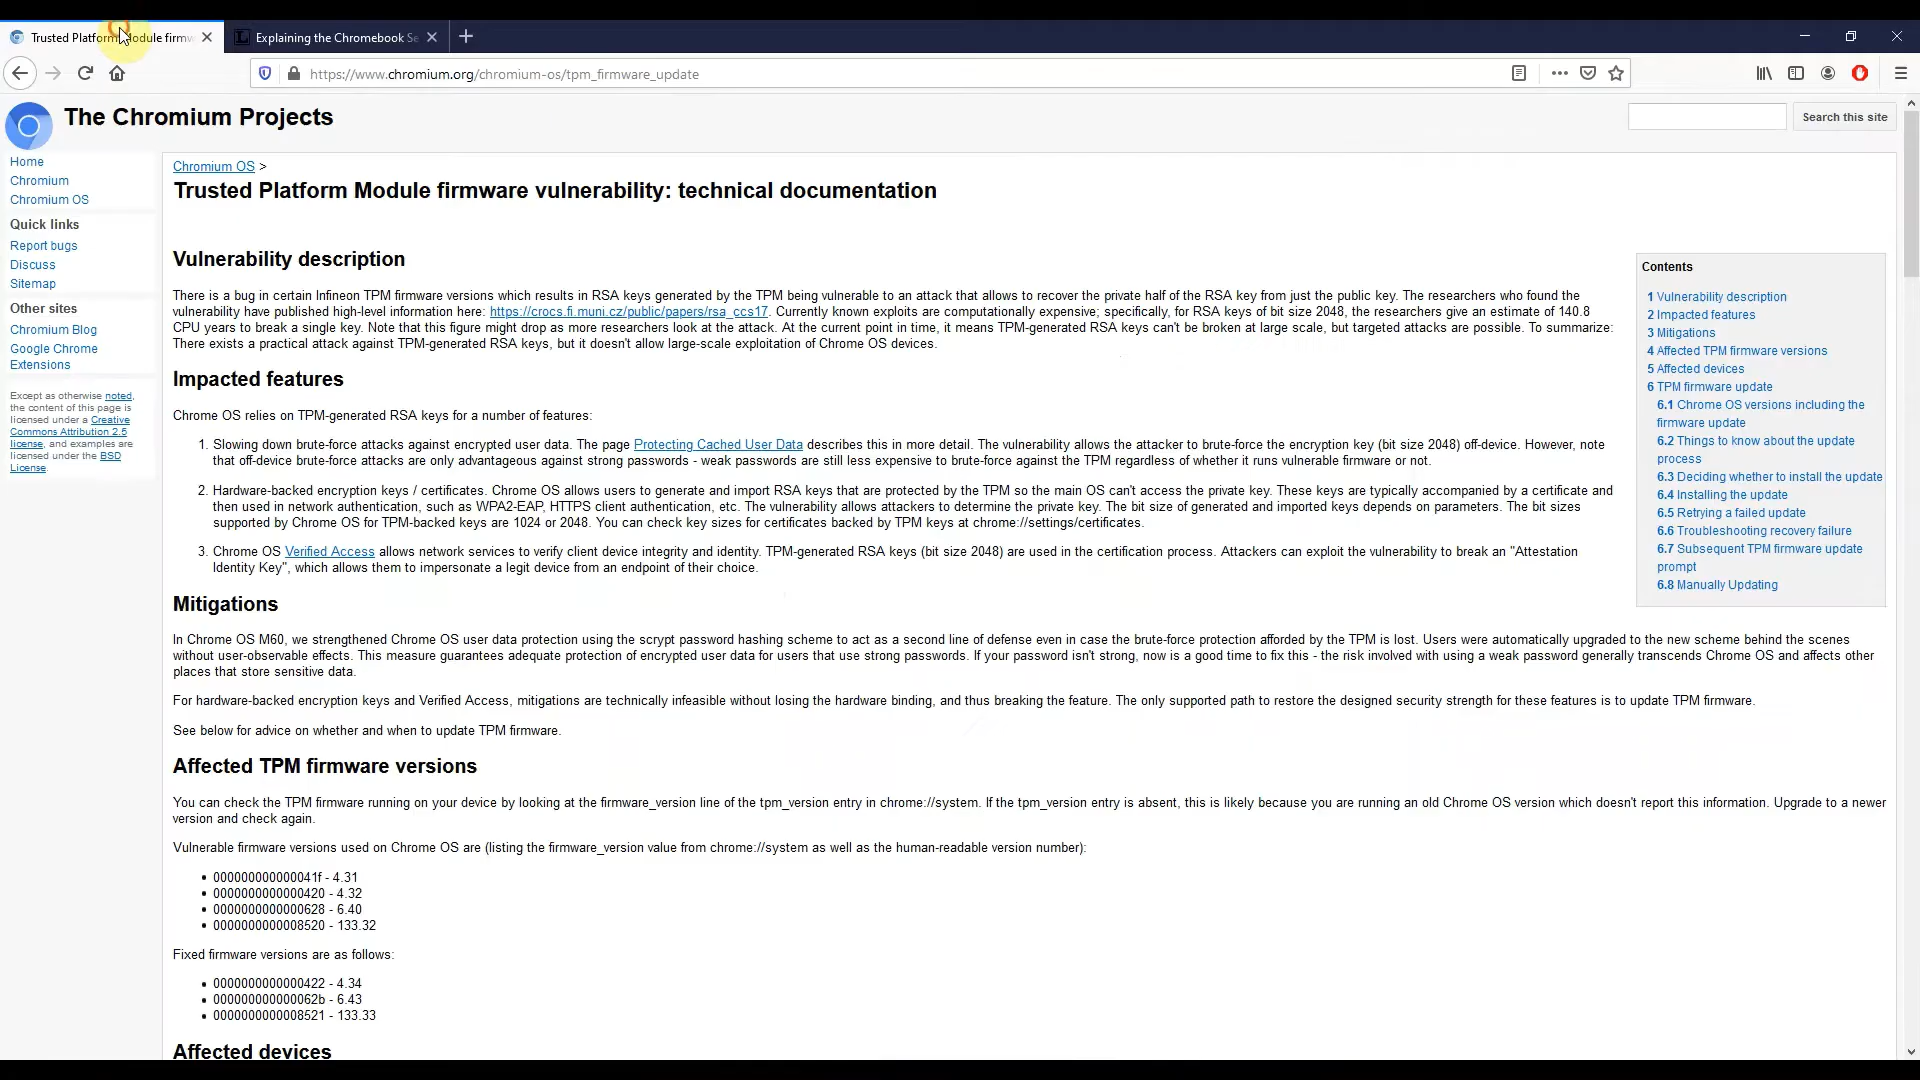 Trusted Platform Module firmw
Explaining the Chromebook Se
https://www.chromium.org/chromium-os/tpm_firmware_update
The Chromium Projects
Search this site
Home
Chromium
Chromium OS
Quick links
Report bugs
Discuss
Sitemap
Other sites
Chromium Blog
Google Chrome
Extensions
Except as otherwise noted,
the content of this page is
licensed under a Creative
Commons Attribution 2.5
license, and examples are
licensed under the BSD
License.
Chromium OS >
Trusted Platform Module firmware vulnerability: technical documentation
Vulnerability description
There is a bug in certain Infineon TPM firmware versions which results in RSA keys generated by the TPM being vulnerable to an attack that allows to recover the private half of the RSA key from just the public key. The researchers who found the
vulnerability have published high-level information here: https://crocs.fi.muni.cz/public/papers/rsa_ccs17. Currently known exploits are computationally expensive; specifically, for RSA keys of bit size 2048, the researchers give an estimate of 140.8
CPU years to break a single key. Note that this figure might drop as more researchers look at the attack. At the current point in time, it means TPM-generated RSA keys can't be broken at large scale, but targeted attacks are possible. To summarize:
There exists a practical attack against TPM-generated RSA keys, but it doesn't allow large-scale exploitation of Chrome OS devices.
Impacted features
Chrome OS relies on TPM-generated RSA keys for a number of features:
1. Slowing down brute-force attacks against encrypted user data. The page Protecting Cached User Data describes this in more detail. The vulnerability allows the attacker to brute-force the encryption key (bit size 2048) off-device. However, note
that off-device brute-force attacks are only advantageous against strong passwords - weak passwords are still less expensive to brute-force against the TPM regardless of whether it runs vulnerable firmware or not.
2. Hardware-backed encryption keys / certificates. Chrome OS allows users to generate and import RSA keys that are protected by the TPM so the main OS can't access the private key. These keys are typically accompanied by a certificate and
then used in network authentication, such as WPA2-EAP, HTTPS client authentication, etc. The vulnerability allows attackers to determine the private key. The bit size of generated and imported keys depends on parameters. The bit sizes
supported by Chrome OS for TPM-backed keys are 1024 or 2048. You can check key sizes for certificates backed by TPM keys at chrome://settings/certificates.
3. Chrome OS Verified Access allows network services to verify client device integrity and identity. TPM-generated RSA keys (bit size 2048) are used in the certification process. Attackers can exploit the vulnerability to break an "Attestation
Identity Key", which allows them to impersonate a legit device from an endpoint of their choice.
Mitigations
In Chrome OS M60, we strengthened Chrome OS user data protection using the scrypt password hashing scheme to act as a second line of defense even in case the brute-force protection afforded by the TPM is lost. Users were automatically upgraded to the new scheme behind the scenes
without user-observable effects. This measure guarantees adequate protection of encrypted user data for users that use strong passwords. If your password isn't strong, now is a good time to fix this - the risk involved with using a weak password generally transcends Chrome OS and affects other
places that store sensitive data.
For hardware-backed encryption keys and Verified Access, mitigations are technically infeasible without losing the hardware binding, and thus breaking the feature. The only supported path to restore the designed security strength for these features is to update TPM firmware.
See below for advice on whether and when to update TPM firmware.
Affected TPM firmware versions
You can check the TPM firmware running on your device by looking at the firmware_version line of the tpm_version entry in chrome://system. If the tpm_version entry is absent, this is likely because you are running an old Chrome OS version which doesn't report this information. Upgrade to a newer
version and check again.
Vulnerable firmware versions used on Chrome OS are (listing the firmware_version value from chrome://system as well as the human-readable version number):
• 000000000000041f - 4.31
• 0000000000000420 - 4.32
• 0000000000000628 - 6.40
• 0000000000008520 - 133.32
Fixed firmware versions are as follows:
• 0000000000000422 - 4.34
• 000000000000062b - 6.43
• 0000000000008521 - 133.33
Affected devices
Contents
1 Vulnerability description
2 Impacted features
3 Mitigations
4 Affected TPM firmware versions
5 Affected devices
6 TPM firmware update
6.1 Chrome OS versions including the
firmware update
6.2 Things to know about the update
process
6.3 Deciding whether to install the update
6.4 Installing the update
6.5 Retrying a failed update
6.6 Troubleshooting recovery failure
6.7 Subsequent TPM firmware update
prompt
6.8 Manually Updating